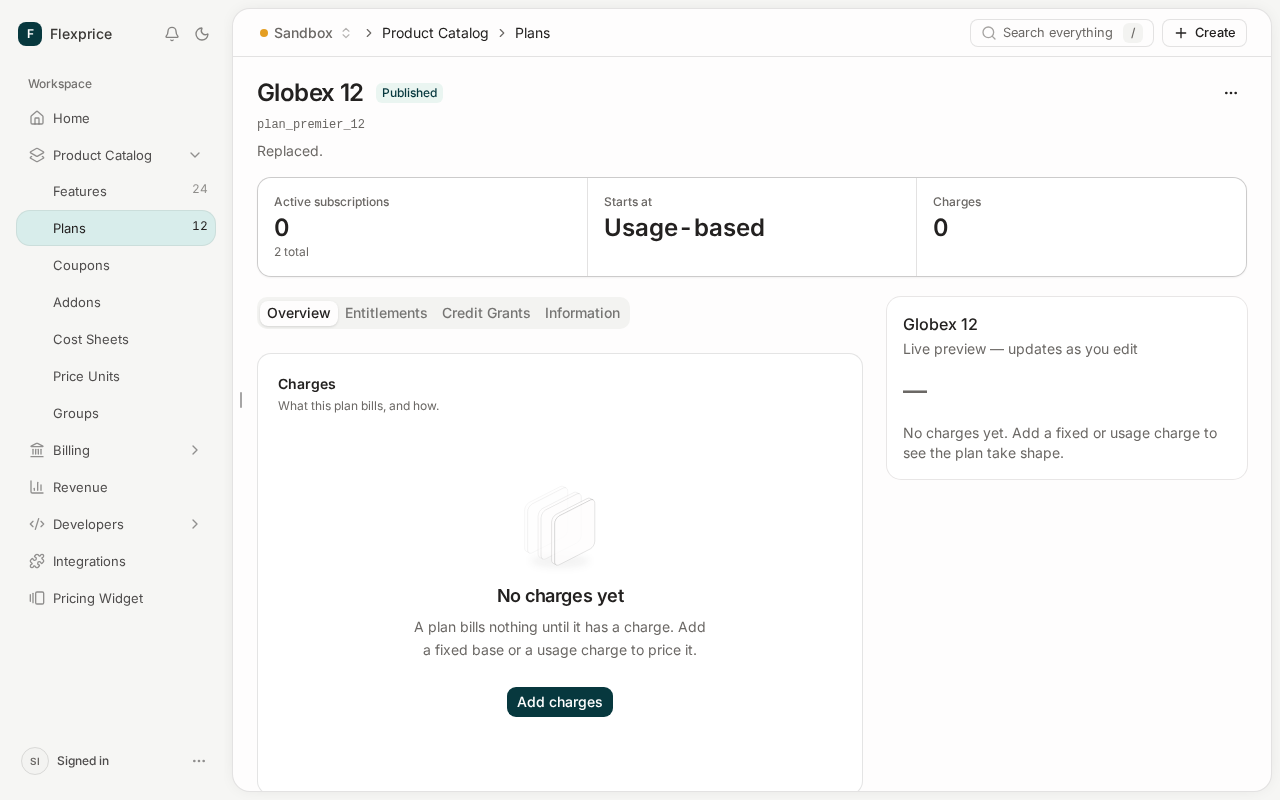 F
Flexprice
Workspace
Home
Product Catalog
Features 24
Plans 12
Coupons
Addons
Cost Sheets
Price Units
Groups
Billing
Revenue
Developers
Integrations
Pricing Widget
SI Signed in
Sandbox Product Catalog Plans
Search everything /
Create
Globex 12 Published
plan_premier_12
Replaced.
Active subscriptions
0
2 total
Starts at
Usage-based
Charges
0
Overview Entitlements Credit Grants Information
Charges
What this plan bills, and how.
No charges yet
A plan bills nothing until it has a charge. Add
a fixed base or a usage charge to price it.
Add charges
Globex 12
Live preview — updates as you edit
—
No charges yet. Add a fixed or usage charge to
see the plan take shape.